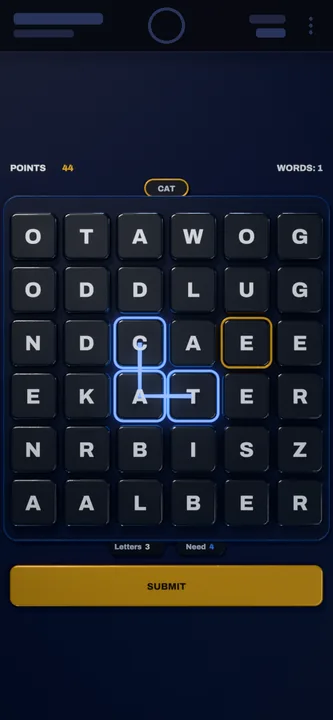 POINTS 44 WORDS: 1
CAT
O T A W O G
O D D L U G
N D C A E E
E K A T E R
N R B I S Z
A A L B E R
Letters 3 Need 4
SUBMIT